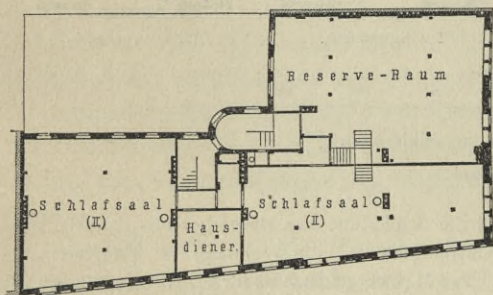 Reserve-Raum
Schlafsaal
(II)
Schlafsaal
(II)
Haus-
diener.